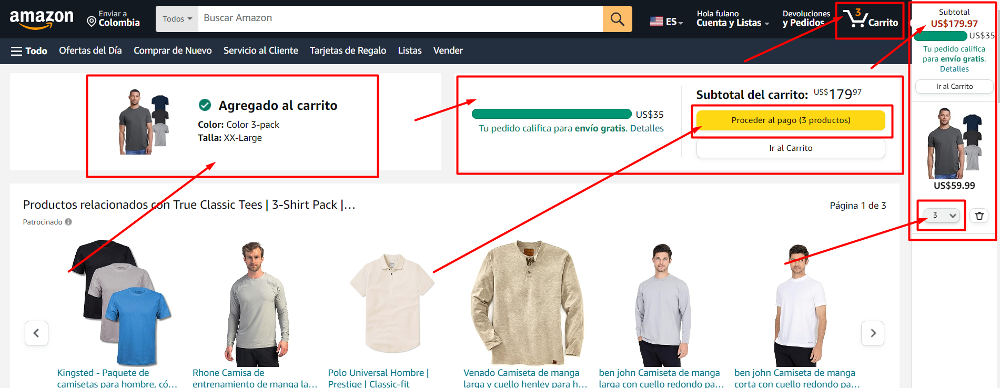 amazon
Enviar a
Colombia
Todos
Buscar Amazon
ES
Hola fulano
Cuenta y Listas
Devoluciones
y Pedidos
3
Carrito
Todo
Ofertas del Día
Comprar de Nuevo
Servicio al Cliente
Tarjetas de Regalo
Listas
Vender
Subtotal
US$179.97
US$35
Tu pedido califica
para envío gratis.
Detalles
Ir al Carrito
US$59.99
3
Agregado al carrito
Color: Color 3-pack
Talla: XX-Large
US$35
Tu pedido califica para envío gratis. Detalles
Subtotal del carrito: US$179 97
Proceder al pago (3 productos)
Ir al Carrito
Productos relacionados con True Classic Tees | 3-Shirt Pack |...
Página 1 de 3
Patrocinado
Kingsted - Paquete de
camisetas para hombre, có...
Rhone Camisa de
entrenamiento de manga la...
Polo Universal Hombre |
Prestige | Classic-fit
Venado Camiseta de manga
larga y cuello henley para h...
ben john Camiseta de manga
larga con cuello redondo pa...
ben john Camiseta de manga
corta con cuello redondo pa...